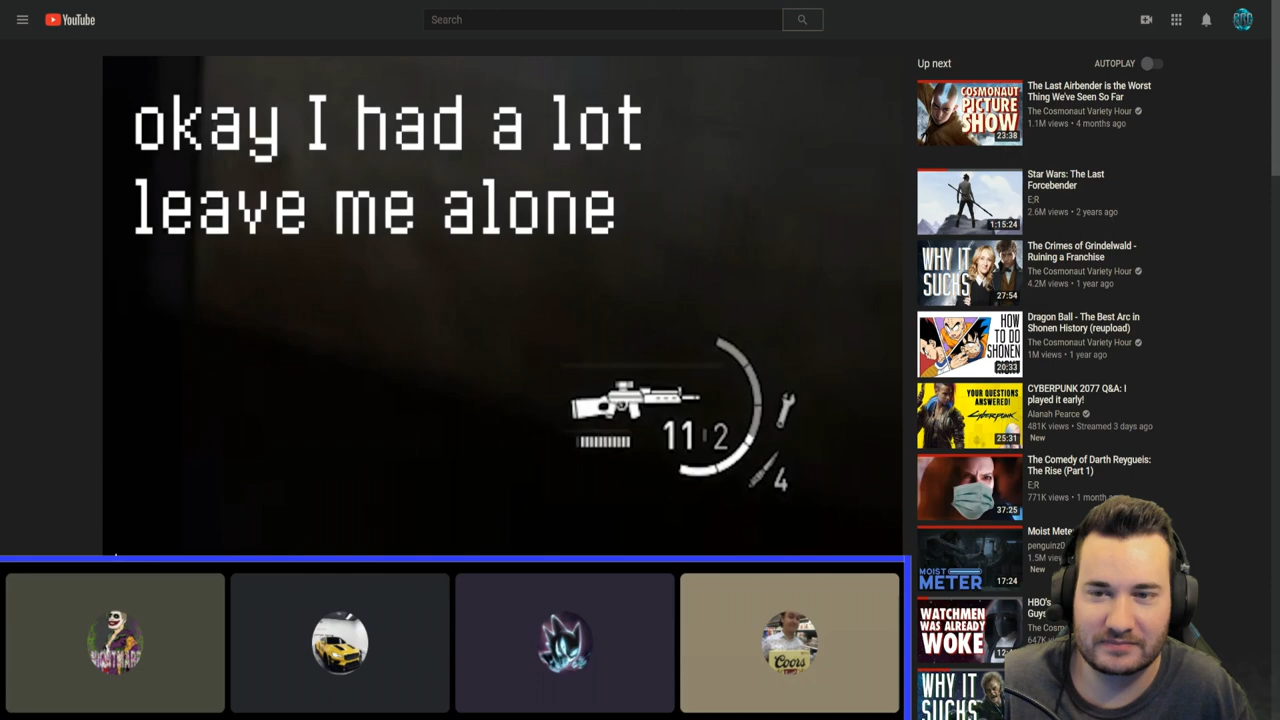 YouTube
Search
okay I had a lot
leave me alone
11 2
4
Up next
AUTOPLAY
COSMONAUT
PICTURE
SHOW
23:38
The Last Airbender is the Worst
Thing We've Seen So Far
The Cosmonaut Variety Hour
1.1M views • 4 months ago
1:15:24
Star Wars: The Last
Forcebender
E;R
2.6M views • 2 years ago
WHY IT
SUCKS
27:54
The Crimes of Grindelwald -
Ruining a Franchise
The Cosmonaut Variety Hour
4.2M views • 1 year ago
HOW
TO DO
SHONEN
RIGHT
20:33
Dragon Ball - The Best Arc in
Shonen History (reupload)
The Cosmonaut Variety Hour
1M views • 1 year ago
YOUR QUESTIONS
ANSWERED!
CYBERPUNK
25:31
CYBERPUNK 2077 Q&A: I
played it early!
Alanah Pearce
481K views • Streamed 3 days ago
New
37:25
The Comedy of Darth Reygueis:
The Rise (Part 1)
E;R
771K views • 1 month ago
MOIST
METER
17:24
Moist Meter
penguinz0
1.5M
New
WATCHMEN
WAS ALREADY
WOKE
HBO's
Guys
The
647K
WHY IT
SUCKS
NIGHTMARE
Coors